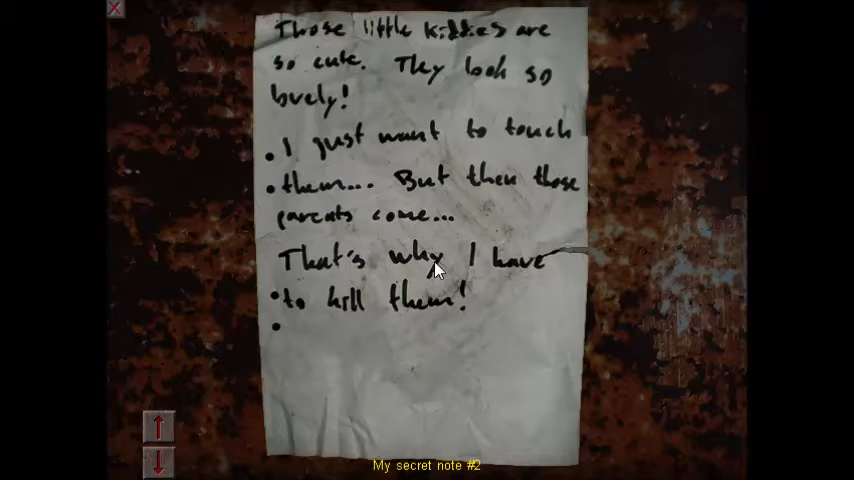 Those little kiddies are
so cute. They look so
lovely!
I just want to touch
them... But then those
parents come...
That's why I have
to kill them!
My secret note #2